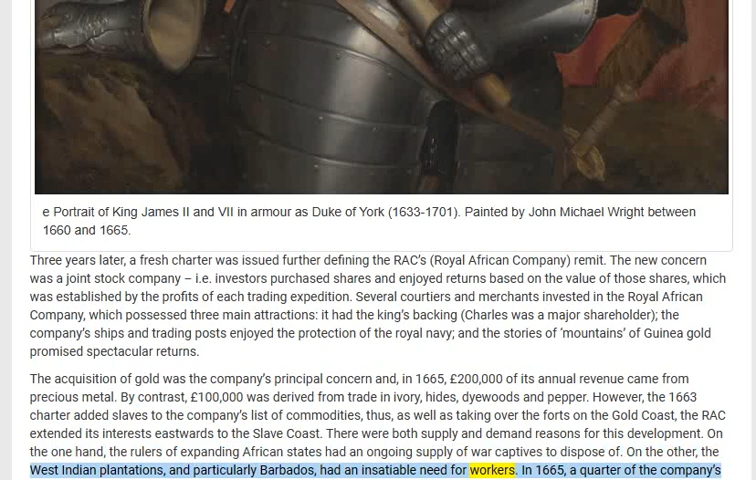 e Portrait of King James II and VII in armour as Duke of York (1633-1701). Painted by John Michael Wright between
1660 and 1665.
Three years later, a fresh charter was issued further defining the RAC's (Royal African Company) remit. The new concern
was a joint stock company – i.e. investors purchased shares and enjoyed returns based on the value of those shares, which
was established by the profits of each trading expedition. Several courtiers and merchants invested in the Royal African
Company, which possessed three main attractions: it had the king's backing (Charles was a major shareholder); the
company's ships and trading posts enjoyed the protection of the royal navy; and the stories of ‘mountains’ of Guinea gold
promised spectacular returns.
The acquisition of gold was the company's principal concern and, in 1665, £200,000 of its annual revenue came from
precious metal. By contrast, £100,000 was derived from trade in ivory, hides, dyewoods and pepper. However, the 1663
charter added slaves to the company's list of commodities, thus, as well as taking over the forts on the Gold Coast, the RAC
extended its interests eastwards to the Slave Coast. There were both supply and demand reasons for this development. On
the one hand, the rulers of expanding African states had an ongoing supply of war captives to dispose of. On the other, the
West Indian plantations, and particularly Barbados, had an insatiable need for workers. In 1665, a quarter of the company's